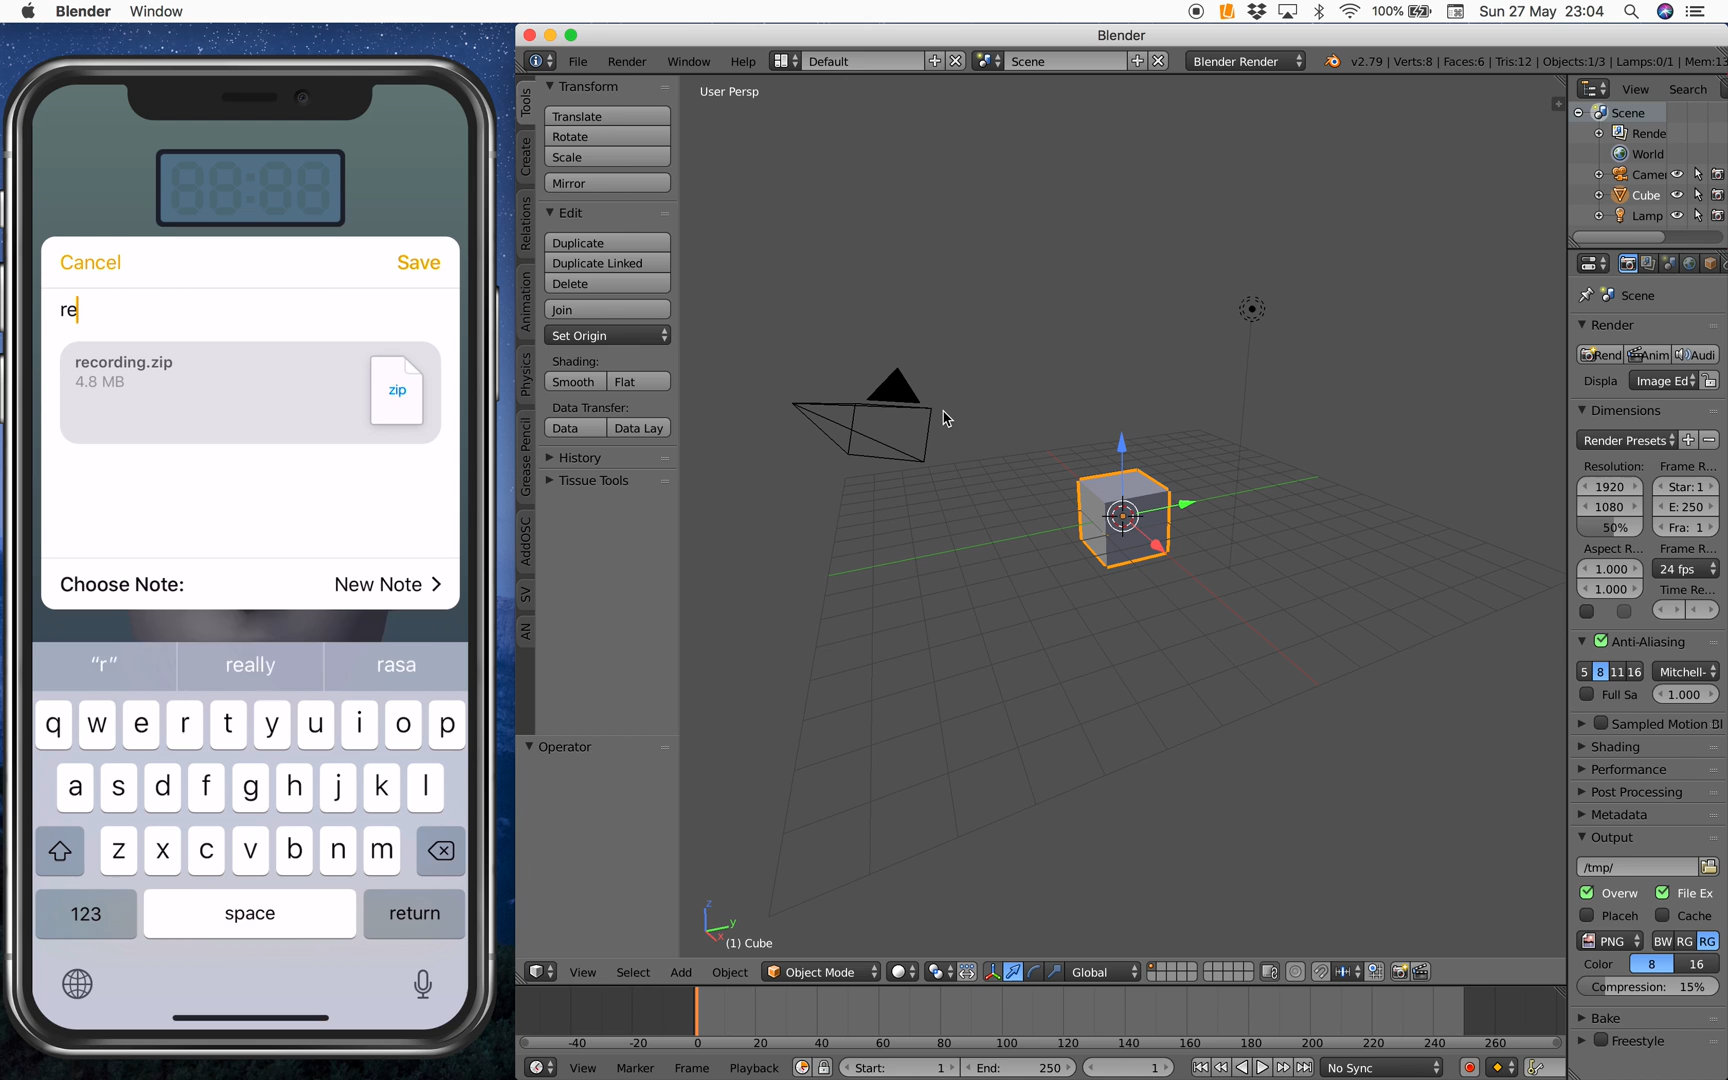 Blender Window 100% Sun 27 May 23:04
88:88
Cancel Save
re
recording.zip
4.8 MB
zip
Choose Note: New Note
“r” really rasa
q w e r t y u i o p
a s d f g h j k l
z x c v b n m
123 space return
Blender
File Render Window Help Default Scene Blender Render v2.79 | Verts:8 | Faces:6 | Tris:12 | Objects:1/3 | Lamps:0/1 | Mem:13
Tools
Create
Relations
Animation
Physics
Grease Pencil
AddOSC
SV
AN
Transform
Translate
Rotate
Scale
Mirror
Edit
Duplicate
Duplicate Linked
Delete
Join
Set Origin
Shading:
Smooth Flat
Data Transfer:
Data Data Lay
History
Tissue Tools
Operator
User Persp
z
y
x
(1) Cube
View Select Add Object Object Mode Global
-40 -20 0 20 40 60 80 100 120 140 160 180 200 220 240 260
View Marker Frame Playback Start: 1 End: 250 1 No Sync
View Search
Scene
Rende
World
Camer
Cube
Lamp
Scene
Render
Rend Anim Audi
Displa Image Ed
Dimensions
Render Presets
Resolution: Frame R...
1920 Star: 1
1080 E: 250
50% Fra: 1
Aspect R... Frame R...
1.000 24 fps
1.000 Time Re...
Anti-Aliasing
5 8 11 16 Mitchell-
Full Sa 1.000
Sampled Motion Bl
Shading
Performance
Post Processing
Metadata
Output
/tmp/
Overw File Ex
Placeh Cache
PNG BW RG RG
Color 8 16
Compression: 15%
Bake
Freestyle